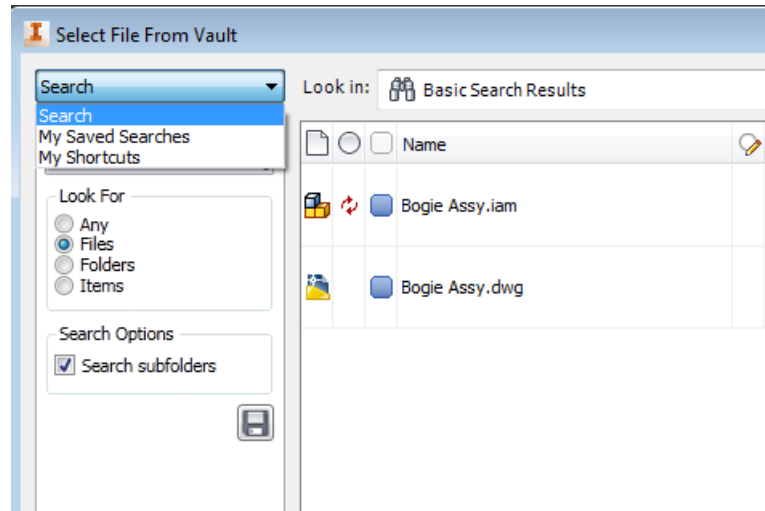 Select File From Vault
Search
Look in: Basic Search Results
Search
My Saved Searches
My Shortcuts
Name
Look For
Any
Files
Folders
Items
Bogie Assy.iam
Bogie Assy.dwg
Search Options
Search subfolders